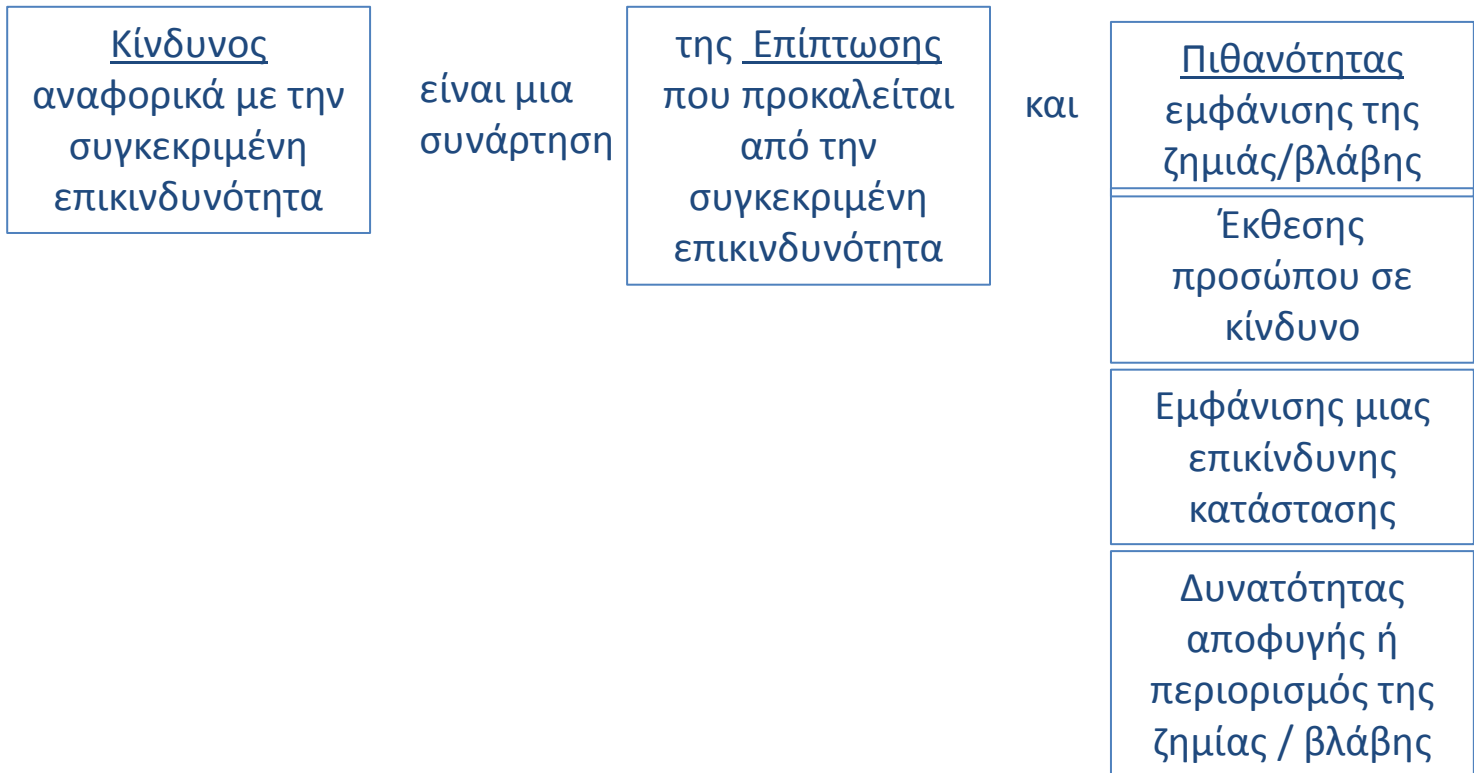 Κίνδυνος
αναφορικά με την
συγκεκριμένη
επικινδυνότητα
είναι μια
συνάρτηση
της Επίπτωσης
που προκαλείται
από την
συγκεκριμένη
επικινδυνότητα
και
Πιθανότητας
εμφάνισης της
ζημιάς/βλάβης
Έκθεσης
προσώπου σε
κίνδυνο
Εμφάνισης μιας
επικίνδυνης
κατάστασης
Δυνατότητας
αποφυγής ή
περιορισμός της
ζημίας / βλάβης